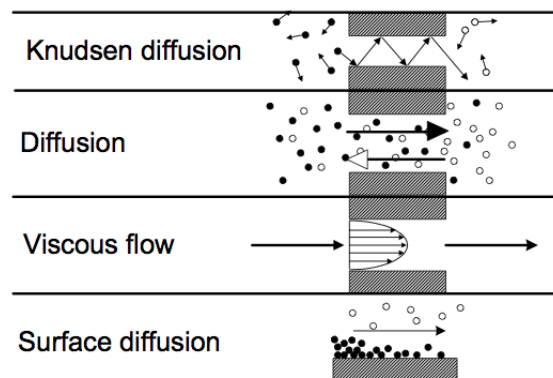 Knudsen diffusion
Diffusion
Viscous flow
Surface diffusion